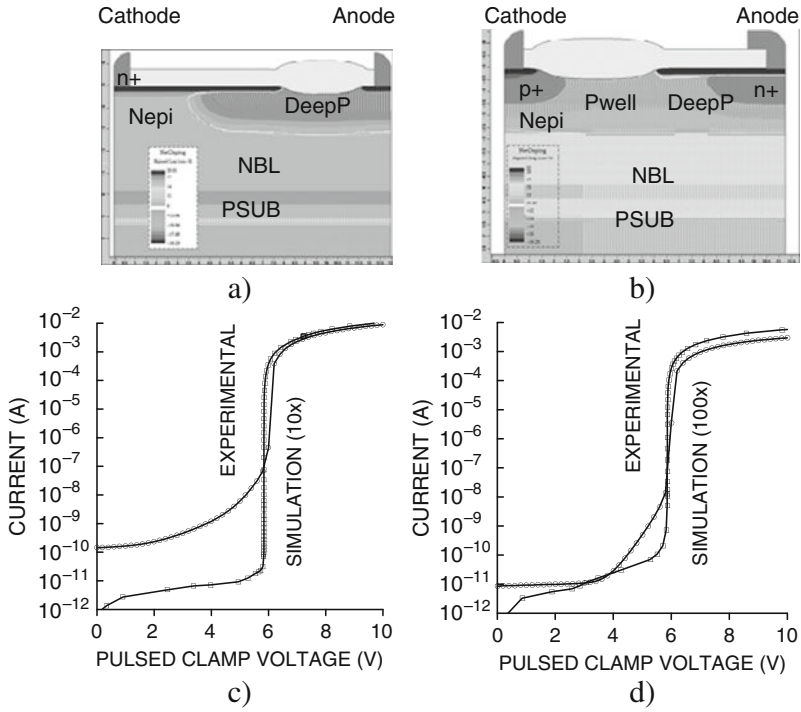 Cathode Anode Cathode Anode
n+
Nepi
DeepP
NBL
PSUB
p+
Pwell
DeepP
n+
Nepi
NBL
PSUB
a) b)
10⁻²
10⁻³
10⁻⁴
10⁻⁵
10⁻⁶
10⁻⁷
10⁻⁸
10⁻⁹
10⁻¹⁰
10⁻¹¹
10⁻¹²
CURRENT (A)
EXPERIMENTAL
SIMULATION (10x)
0 2 4 6 8 10
PULSED CLAMP VOLTAGE (V)
c)
10⁻²
10⁻³
10⁻⁴
10⁻⁵
10⁻⁶
10⁻⁷
10⁻⁸
10⁻⁹
10⁻¹⁰
10⁻¹¹
10⁻¹²
CURRENT (A)
EXPERIMENTAL
SIMULATION (100x)
0 2 4 6 8 10
PULSED CLAMP VOLTAGE (V)
d)